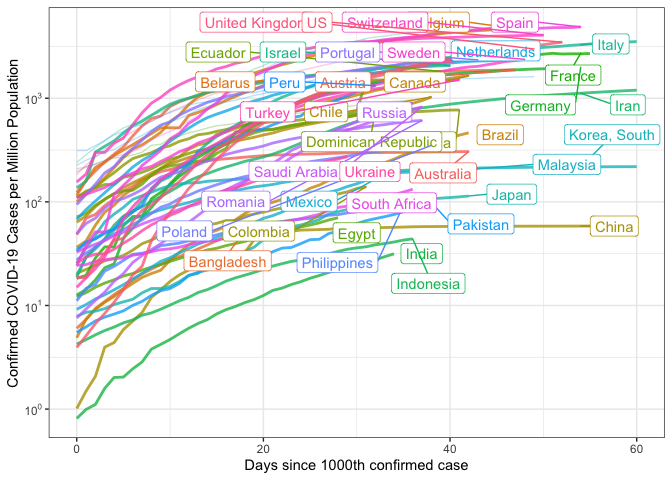 United Kingdom
US
Switzerland
lgium
Spain
Ecuador
Israel
Portugal
Sweden
Netherlands
Italy
Belarus
Peru
Austria
Canada
France
Turkey
Chile
Russia
Germany
Iran
Dominican Republic
a
Brazil
Korea, South
Saudi Arabia
Ukraine
Australia
Malaysia
Romania
Mexico
South Africa
Japan
Poland
Colombia
Egypt
Pakistan
China
Bangladesh
Philippines
India
Indonesia
10³
10²
10¹
10⁰
0
20
40
60
Days since 1000th confirmed case
Confirmed COVID-19 Cases per Million Population